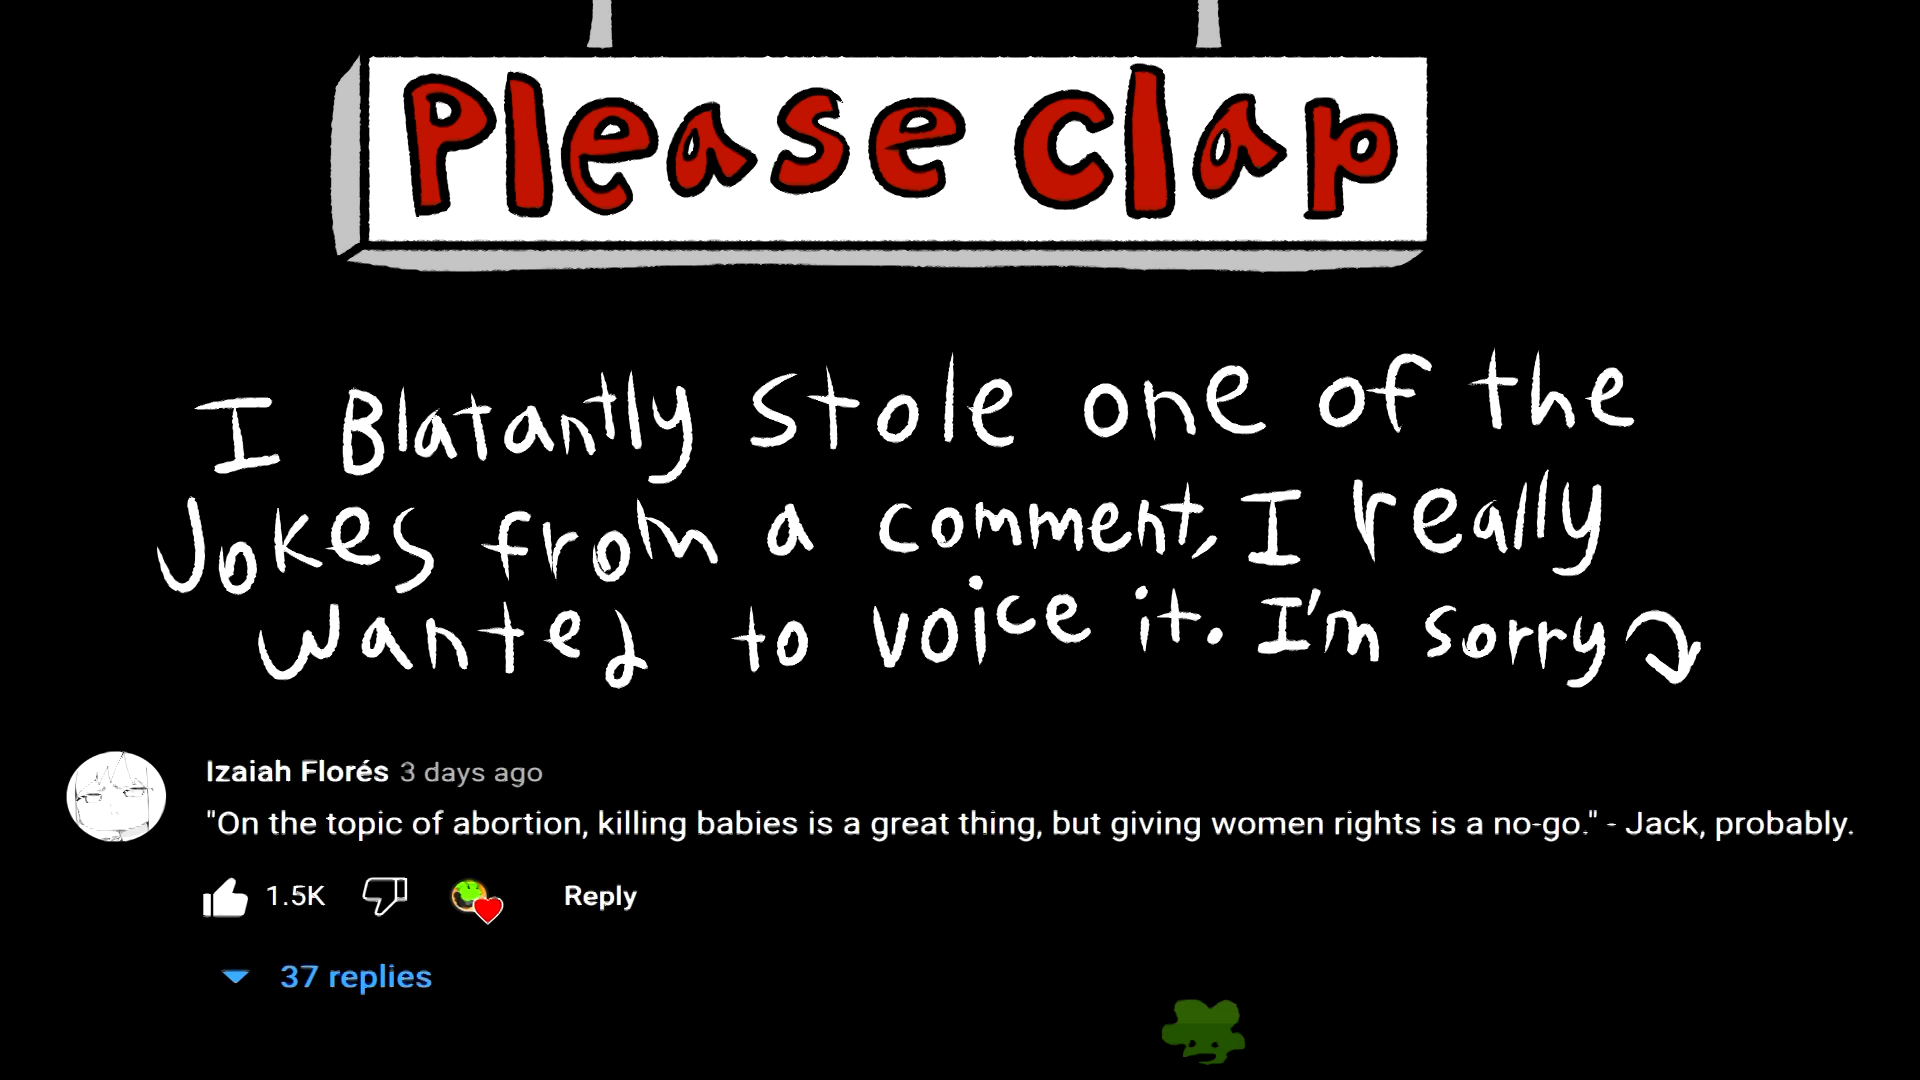 Please Clap
I Blatantly stole one of the
Jokes from a comment, I really
wanted to voice it. I'm sorry
Izaiah Florés 3 days ago
"On the topic of abortion, killing babies is a great thing, but giving women rights is a no-go." - Jack, probably.
1.5K Reply
37 replies